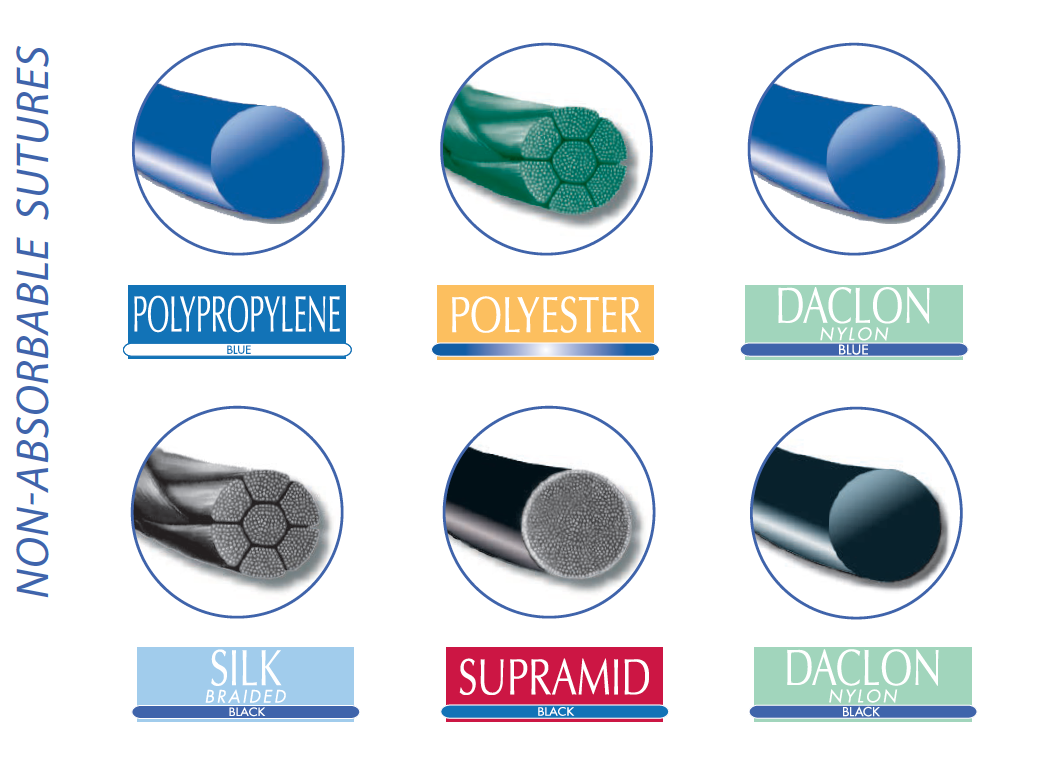 NON-ABSORBABLE SUTURES
POLYPROPYLENE
BLUE
POLYESTER
DACLON
NYLON
BLUE
SILK
BRAIDED
BLACK
SUPRAMID
BLACK
DACLON
NYLON
BLACK